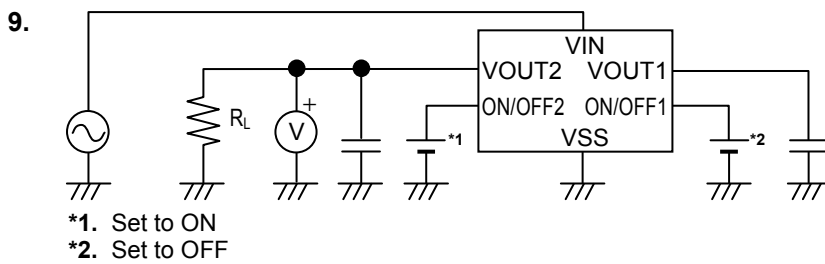 9.
VIN
VOUT2 VOUT1
ON/OFF2 ON/OFF1
VSS
RL
+
V
*1
*2
*1. Set to ON
*2. Set to OFF